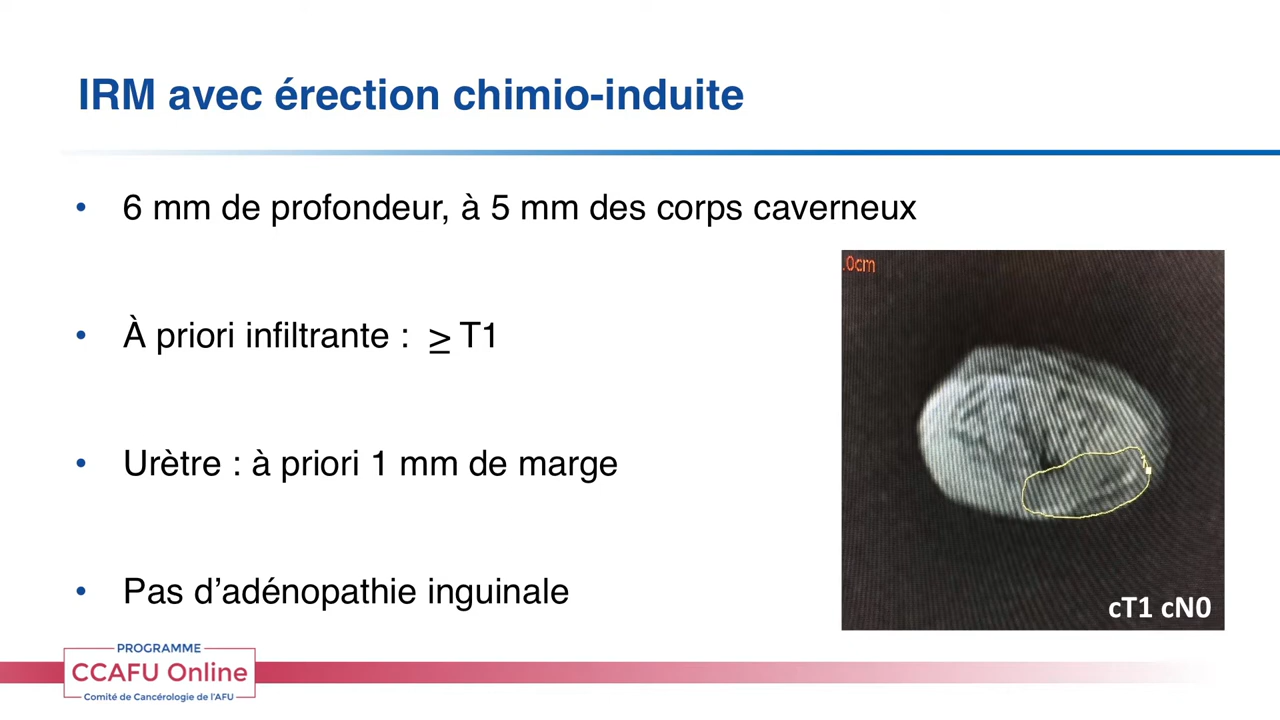 IRM avec érection chimio-induite
• 6 mm de profondeur, à 5 mm des corps caverneux
• À priori infiltrante : ≥ T1
• Urètre : à priori 1 mm de marge
• Pas d’adénopathie inguinale
.0cm
1
cT1 cN0
PROGRAMME
CCAFU Online
Comité de Cancérologie de l'AFU